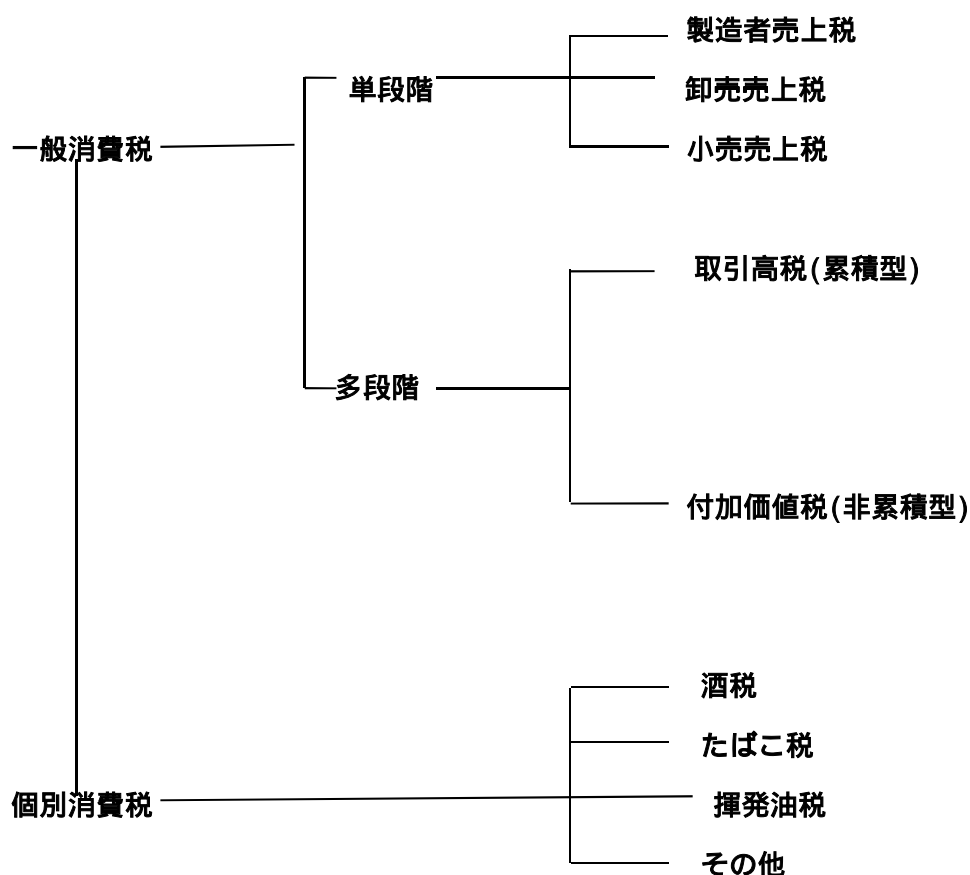 製造者売上税
単段階
卸売売上税
一般消費税
小売売上税
取引高税(累積型)
多段階
付加価値税(非累積型)
酒税
たばこ税
個別消費税
揮発油税
その他